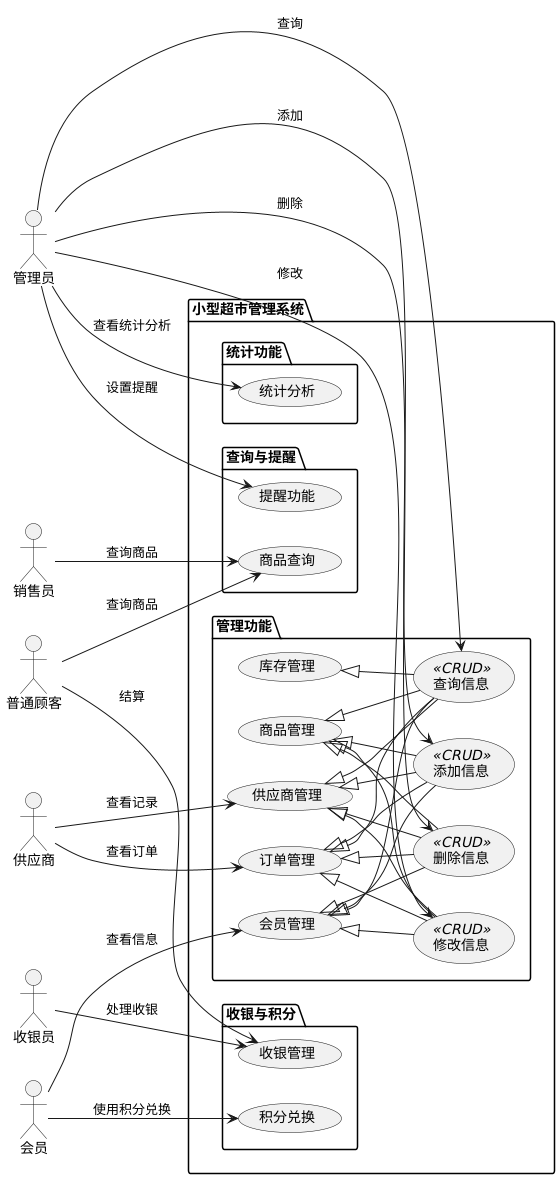 查询
添加
删除
修改
管理员
小型超市管理系统
查看统计分析
统计功能
统计分析
设置提醒
查询与提醒
提醒功能
销售员
查询商品
商品查询
查询商品
普通顾客
管理功能
库存管理
«CRUD»
查询信息
结算
商品管理
«CRUD»
添加信息
供应商
查看记录
供应商管理
查看订单
订单管理
«CRUD»
删除信息
查看信息
会员管理
«CRUD»
修改信息
收银员
处理收银
收银与积分
收银管理
会员
使用积分兑换
积分兑换